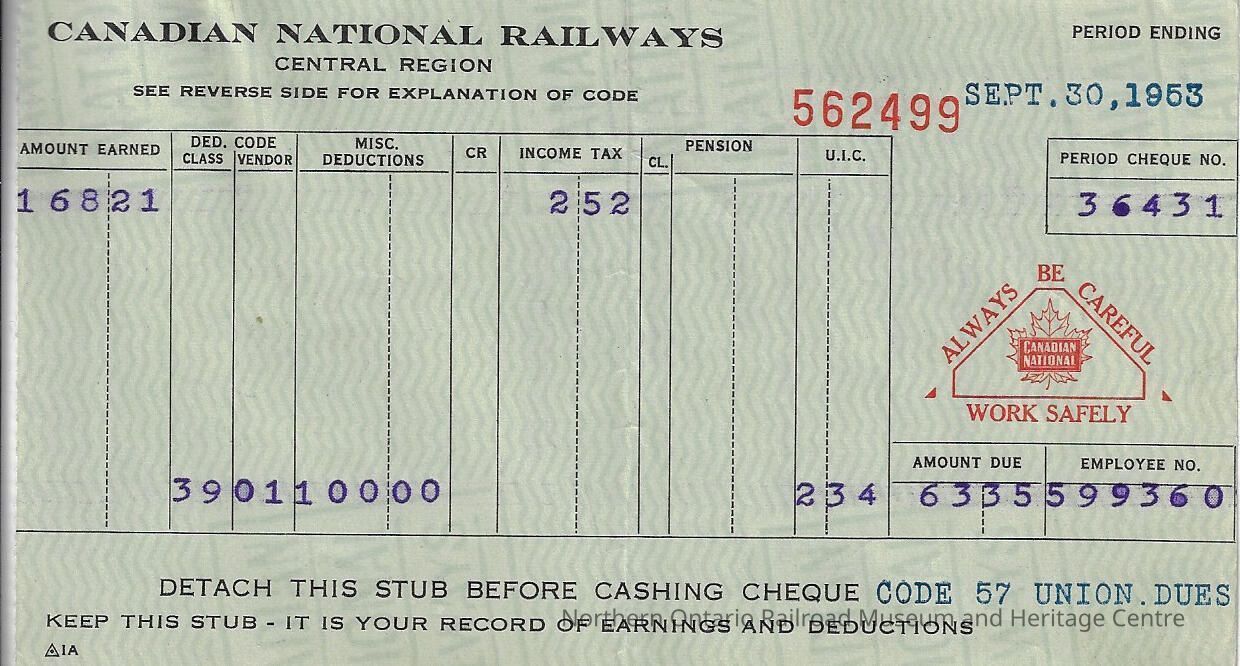 CANADIAN NATIONAL RAILWAYS
CENTRAL REGION
SEE REVERSE SIDE FOR EXPLANATION OF CODE
PERIOD ENDING
562499 SEPT.30,1953
AMOUNT EARNED DED. CODE CLASS VENDOR MISC. DEDUCTIONS CR INCOME TAX CL. PENSION U.I.C. PERIOD CHEQUE NO.
16821 252 36431
ALWAYS BE CAREFUL
CANADIAN
NATIONAL
WORK SAFELY
AMOUNT DUE EMPLOYEE NO.
39 01 10000 234 6335 599360
DETACH THIS STUB BEFORE CASHING CHEQUE CODE 57 UNION.DUES
KEEP THIS STUB - IT IS YOUR RECORD OF EARNINGS AND DEDUCTIONS
Northern Ontario Railroad Museum and Heritage Centre
1A